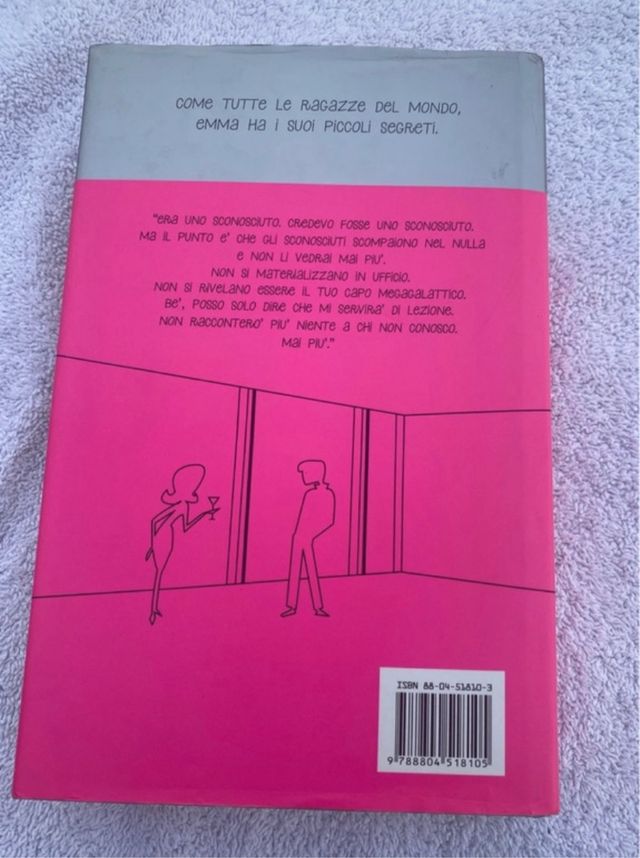 COME TUTTE LE RAGAZZE DEL MONDO,
EMMA HA I SUOI PICCOLI SEGRETI.
"ERA UNO SCONOSCIUTO. CREDEVO FOSSE UNO SCONOSCIUTO.
MA IL PUNTO E' CHE GLI SCONOSCIUTI SCOMPAIONO NEL NULLA
E NON LI VEDRAI MAI PIU'.
NON SI MATERIALIZZANO IN UFFICIO.
NON SI RIVELANO ESSERE IL TUO CAPO MEGAGALATTICO.
BE', POSSO SOLO DIRE CHE MI SERVIRA' DI LEZIONE.
NON RACCONTERO' PIU' NIENTE A CHI NON CONOSCO.
MAI PIU'."
ISBN 88-04-51810-3
9 788804 518105